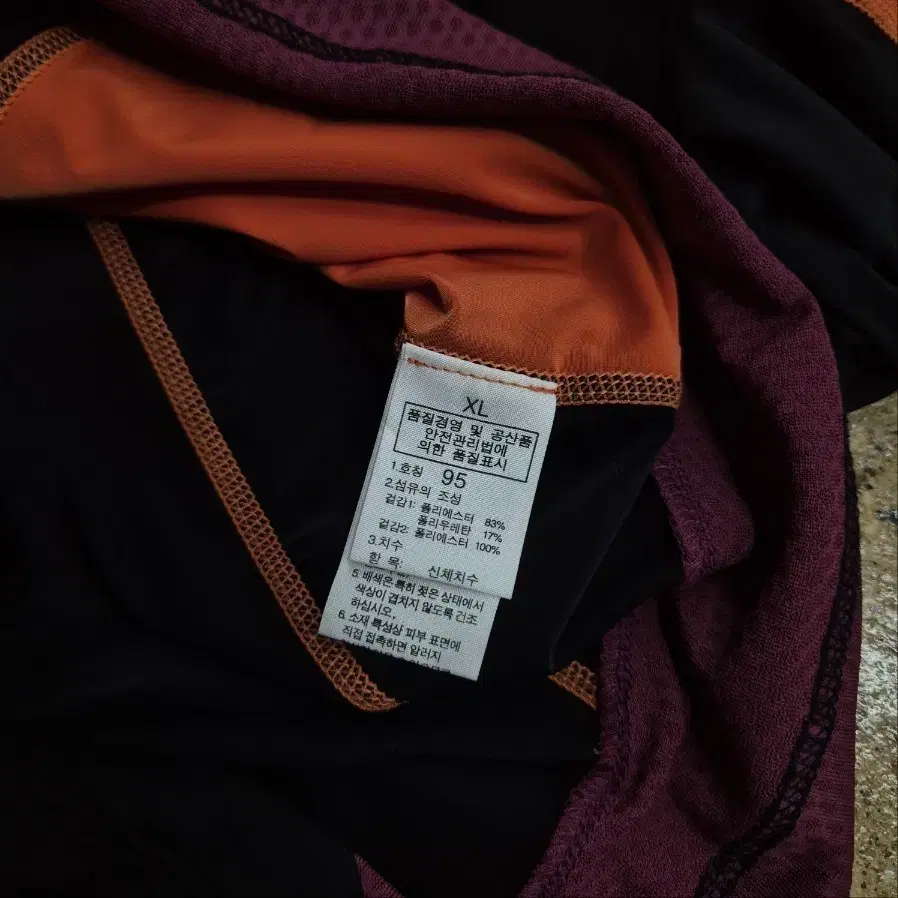 XL
품질경영 및 공산품
안전관리법에
의한 품질표시
1.호칭 95
2.섬유의 조성
겉감1: 폴리에스터 83%
폴리우레탄 17%
겉감2: 폴리에스터 100%
3.치수
항 목: 신체치수
5. 배색은 특히 젖은 상태에서
색상이 겹치지 않도록 건조
하십시오,
6. 소재 특성상 피부 표면에
직접 접촉하면 알러지